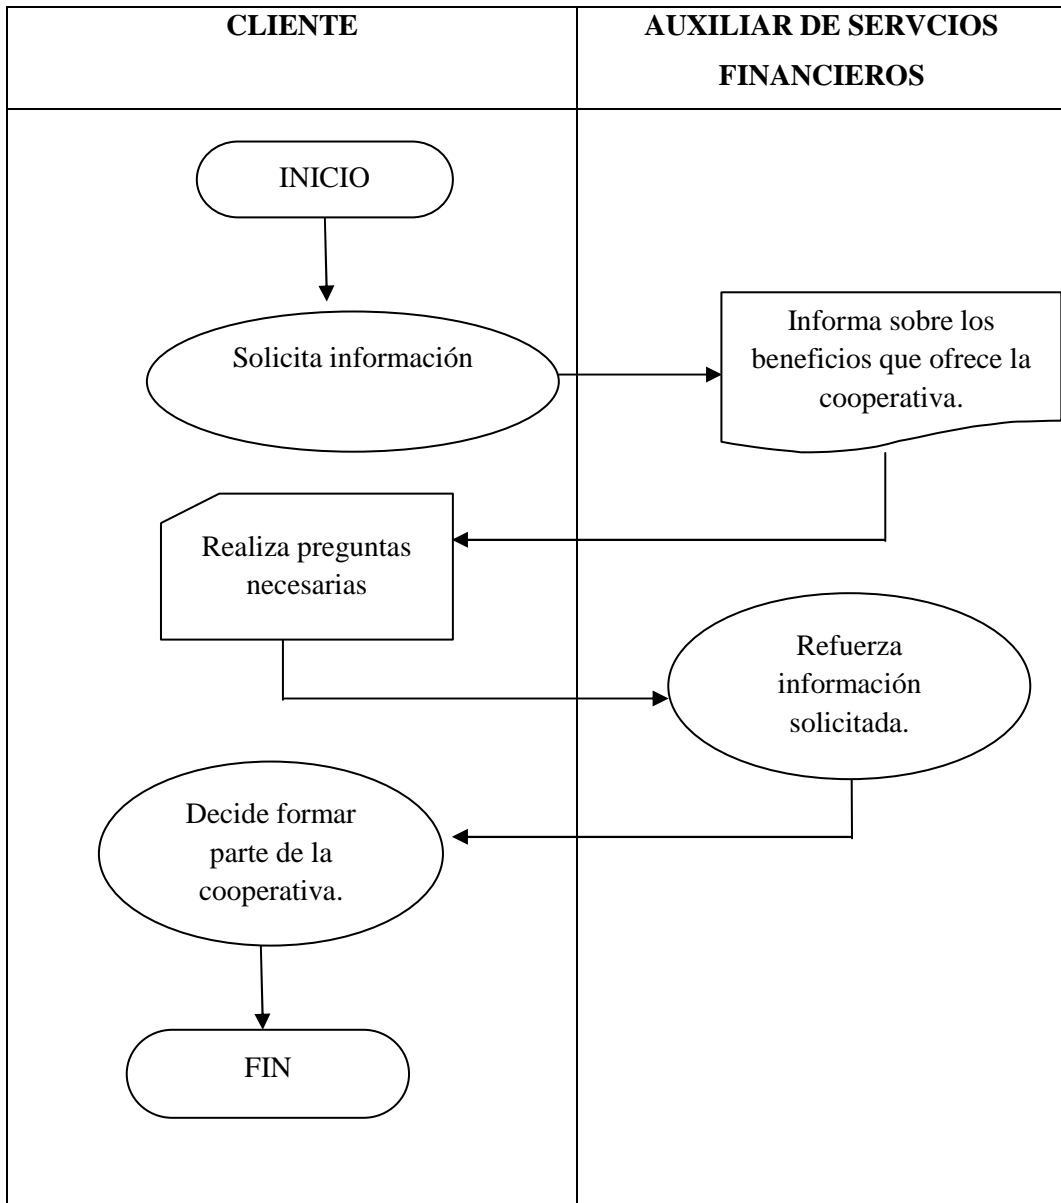 CLIENTE
AUXILIAR DE SERVCIOS
FINANCIEROS
INICIO
Solicita información
Informa sobre los
beneficios que ofrece la
cooperativa.
Realiza preguntas
necesarias
Refuerza
información
solicitada.
Decide formar
parte de la
cooperativa.
FIN